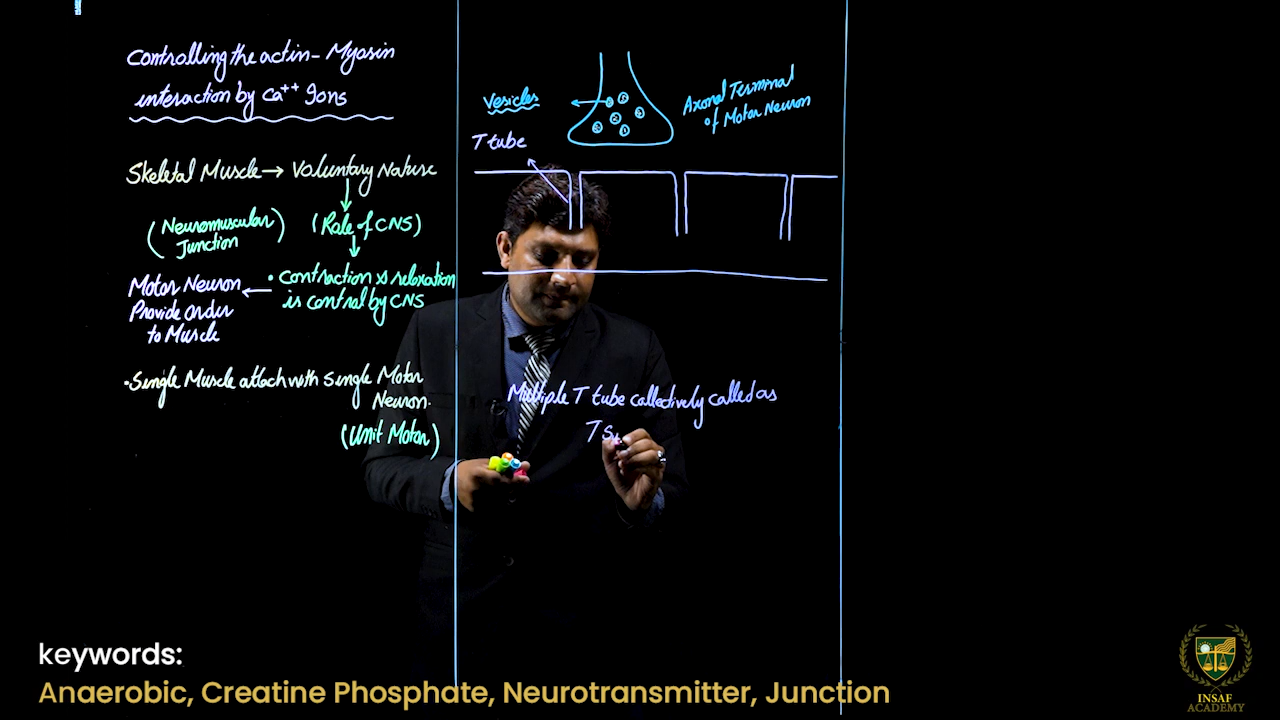 Controlling the actin - Myosin
interaction by Ca++ Ions
Skeletal Muscle → Voluntary Nature
(Neuromuscular
Junction)
(Role of CNS)
• Contraction & relaxation
is control by CNS
Motor Neuron
Provide order
to Muscle
• Single Muscle attach with Single Motor
Neuron.
(Unit Motor)
Vesicles
Axonal Terminal
of Motor Neuron
T tube
Multiple T tube collectively called as
T Sy
keywords:
Anaerobic, Creatine Phosphate, Neurotransmitter, Junction
INSAF
ACADEMY